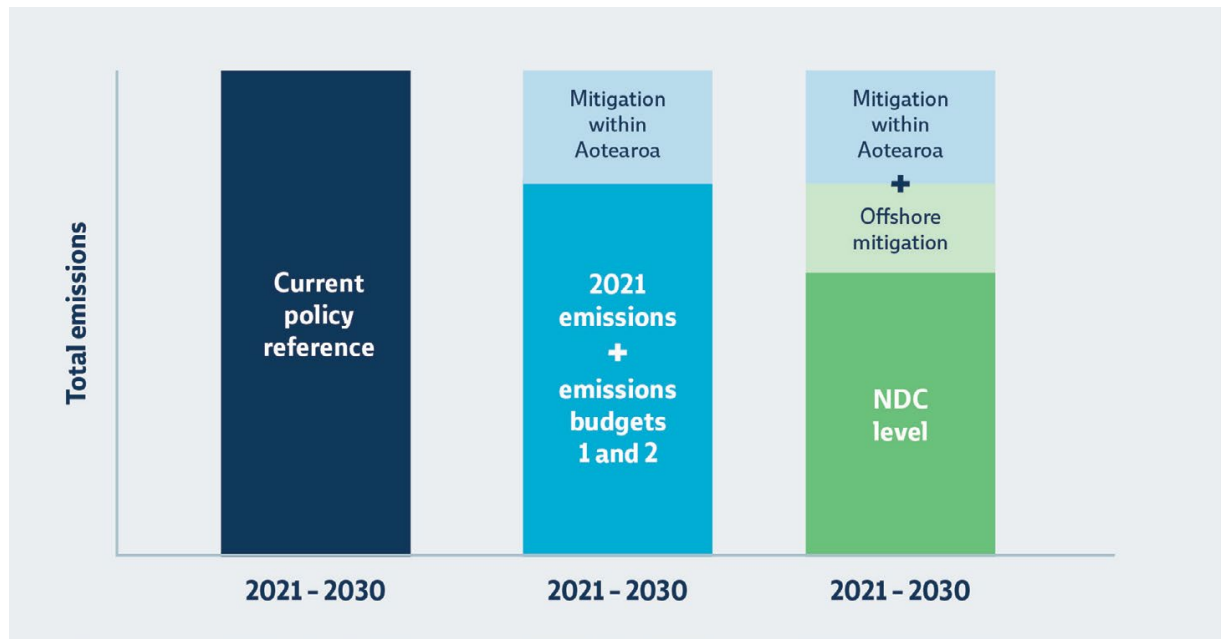 Total emissions
Current
policy
reference
2021 – 2030
Mitigation
within
Aotearoa
2021
emissions
+
emissions
budgets
1 and 2
2021 – 2030
Mitigation
within
Aotearoa
+
Offshore
mitigation
NDC
level
2021 – 2030